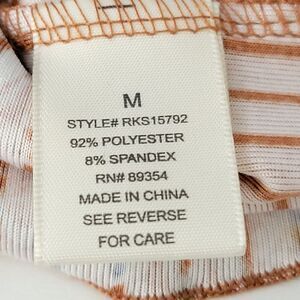 M
STYLE# RKS15792
92% POLYESTER
8% SPANDEX
RN# 89354
MADE IN CHINA
SEE REVERSE
FOR CARE